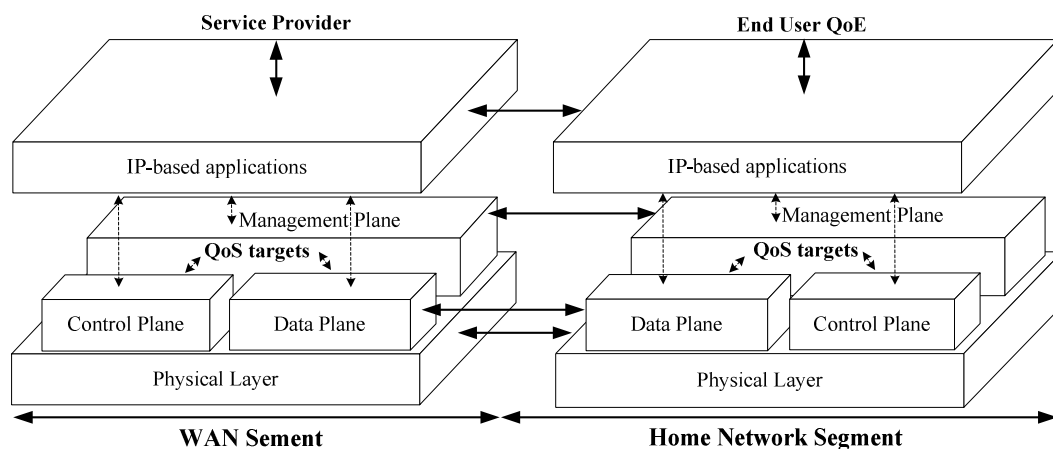 Service Provider
End User QoE
IP-based applications
IP-based applications
Management Plane
Management Plane
QoS targets
QoS targets
Control Plane
Data Plane
Data Plane
Control Plane
Physical Layer
Physical Layer
WAN Sement
Home Network Segment